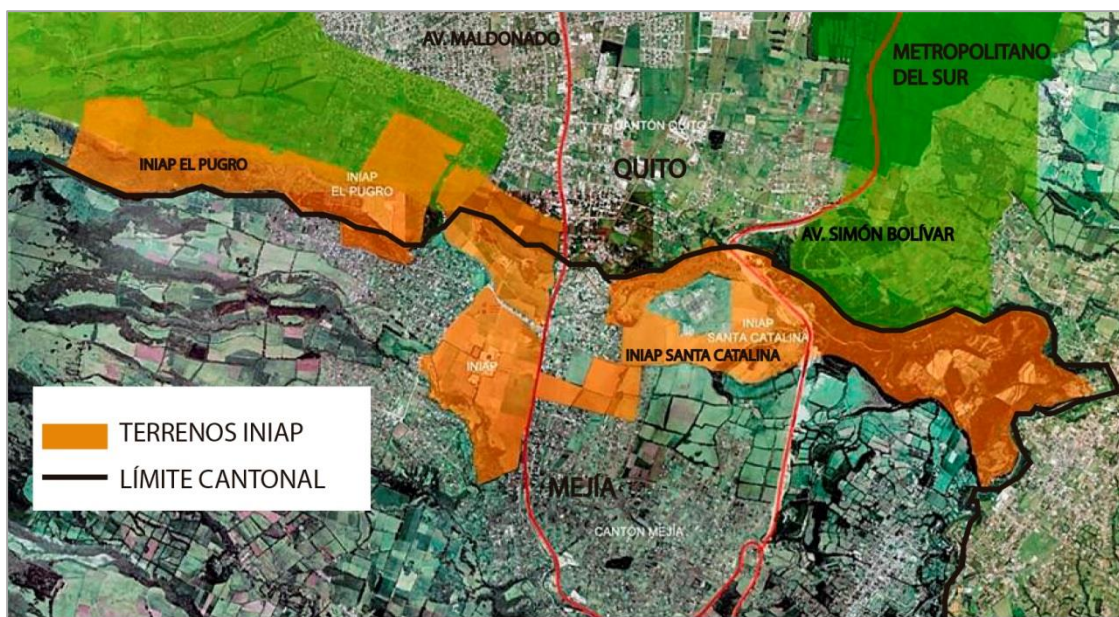 AV. MALDONADO
METROPOLITANO
DEL SUR
CANTÓN QUITO
QUITO
INIAP EL PUGRO
INIAP
EL PUGRO
AV. SIMÓN BOLÍVAR
INIAP
SANTA CATALINA
INIAP SANTA CATALINA
INIAP
TERRENOS INIAP
LÍMITE CANTONAL
MEJÍA
CANTÓN MEJÍA